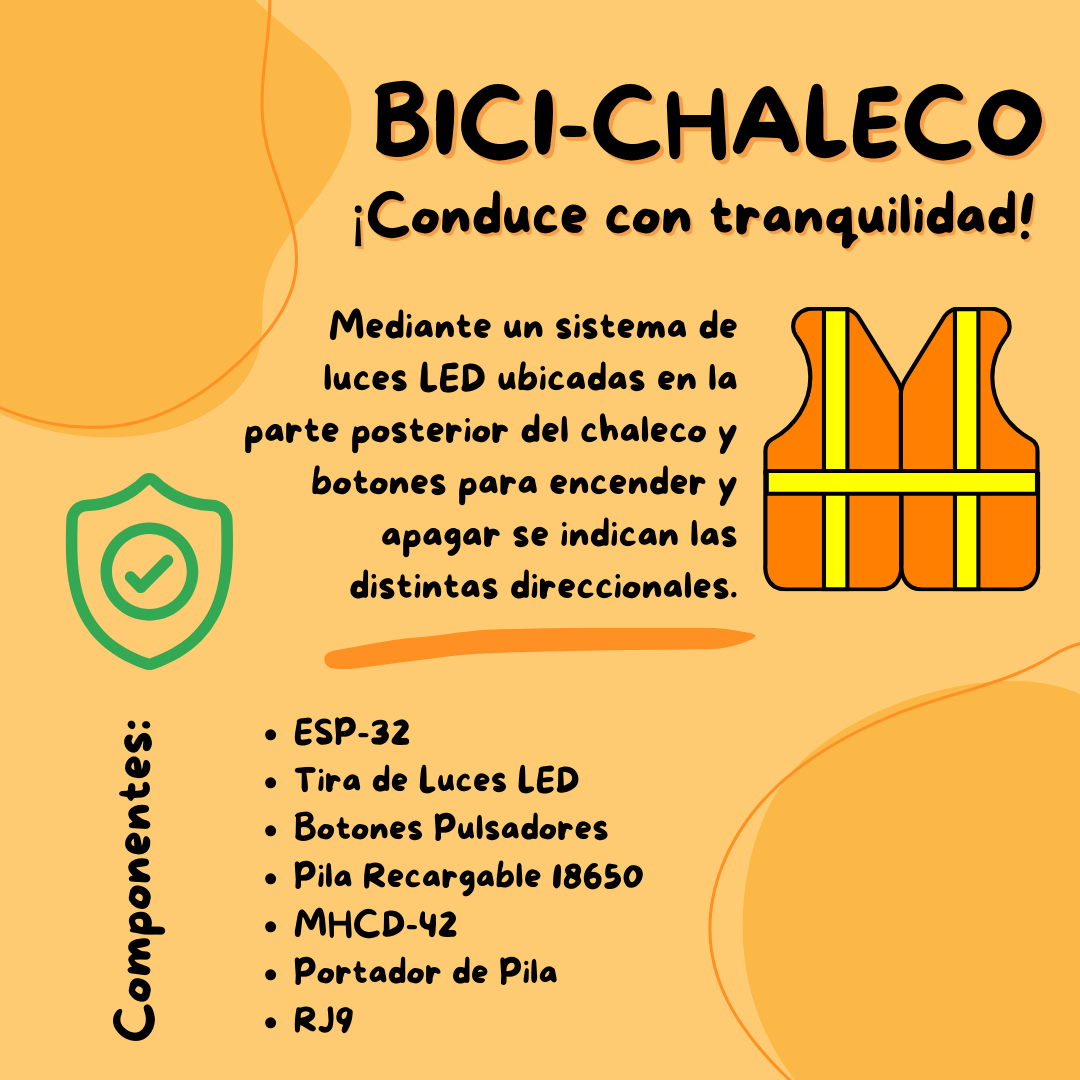 BICI-CHALECO
¡Conduce con tranquilidad!
Mediante un sistema de
luces LED ubicadas en la
parte posterior del chaleco y
botones para encender y
apagar se indican las
distintas direccionales.
Componentes:
• ESP-32
• Tira de Luces LED
• Botones Pulsadores
• Pila Recargable 18650
• MHCD-42
• Portador de Pila
• RJ9